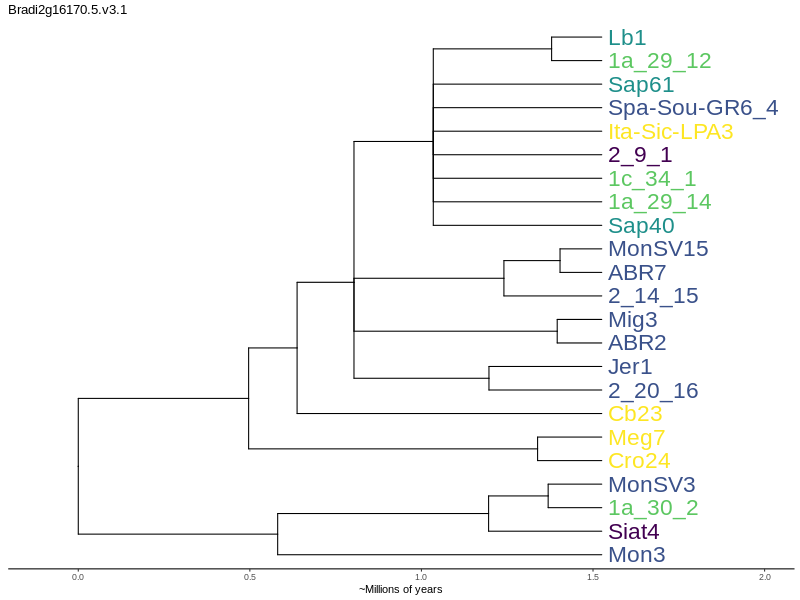 Bradi2g16170.5.v3.1
Lb1
1a_29_12
Sap61
Spa-Sou-GR6_4
Ita-Sic-LPA3
2_9_1
1c_34_1
1a_29_14
Sap40
MonSV15
ABR7
2_14_15
Mig3
ABR2
Jer1
2_20_16
Cb23
Meg7
Cro24
MonSV3
1a_30_2
Siat4
Mon3
0.0 0.5 1.0 1.5 2.0
~Millions of years